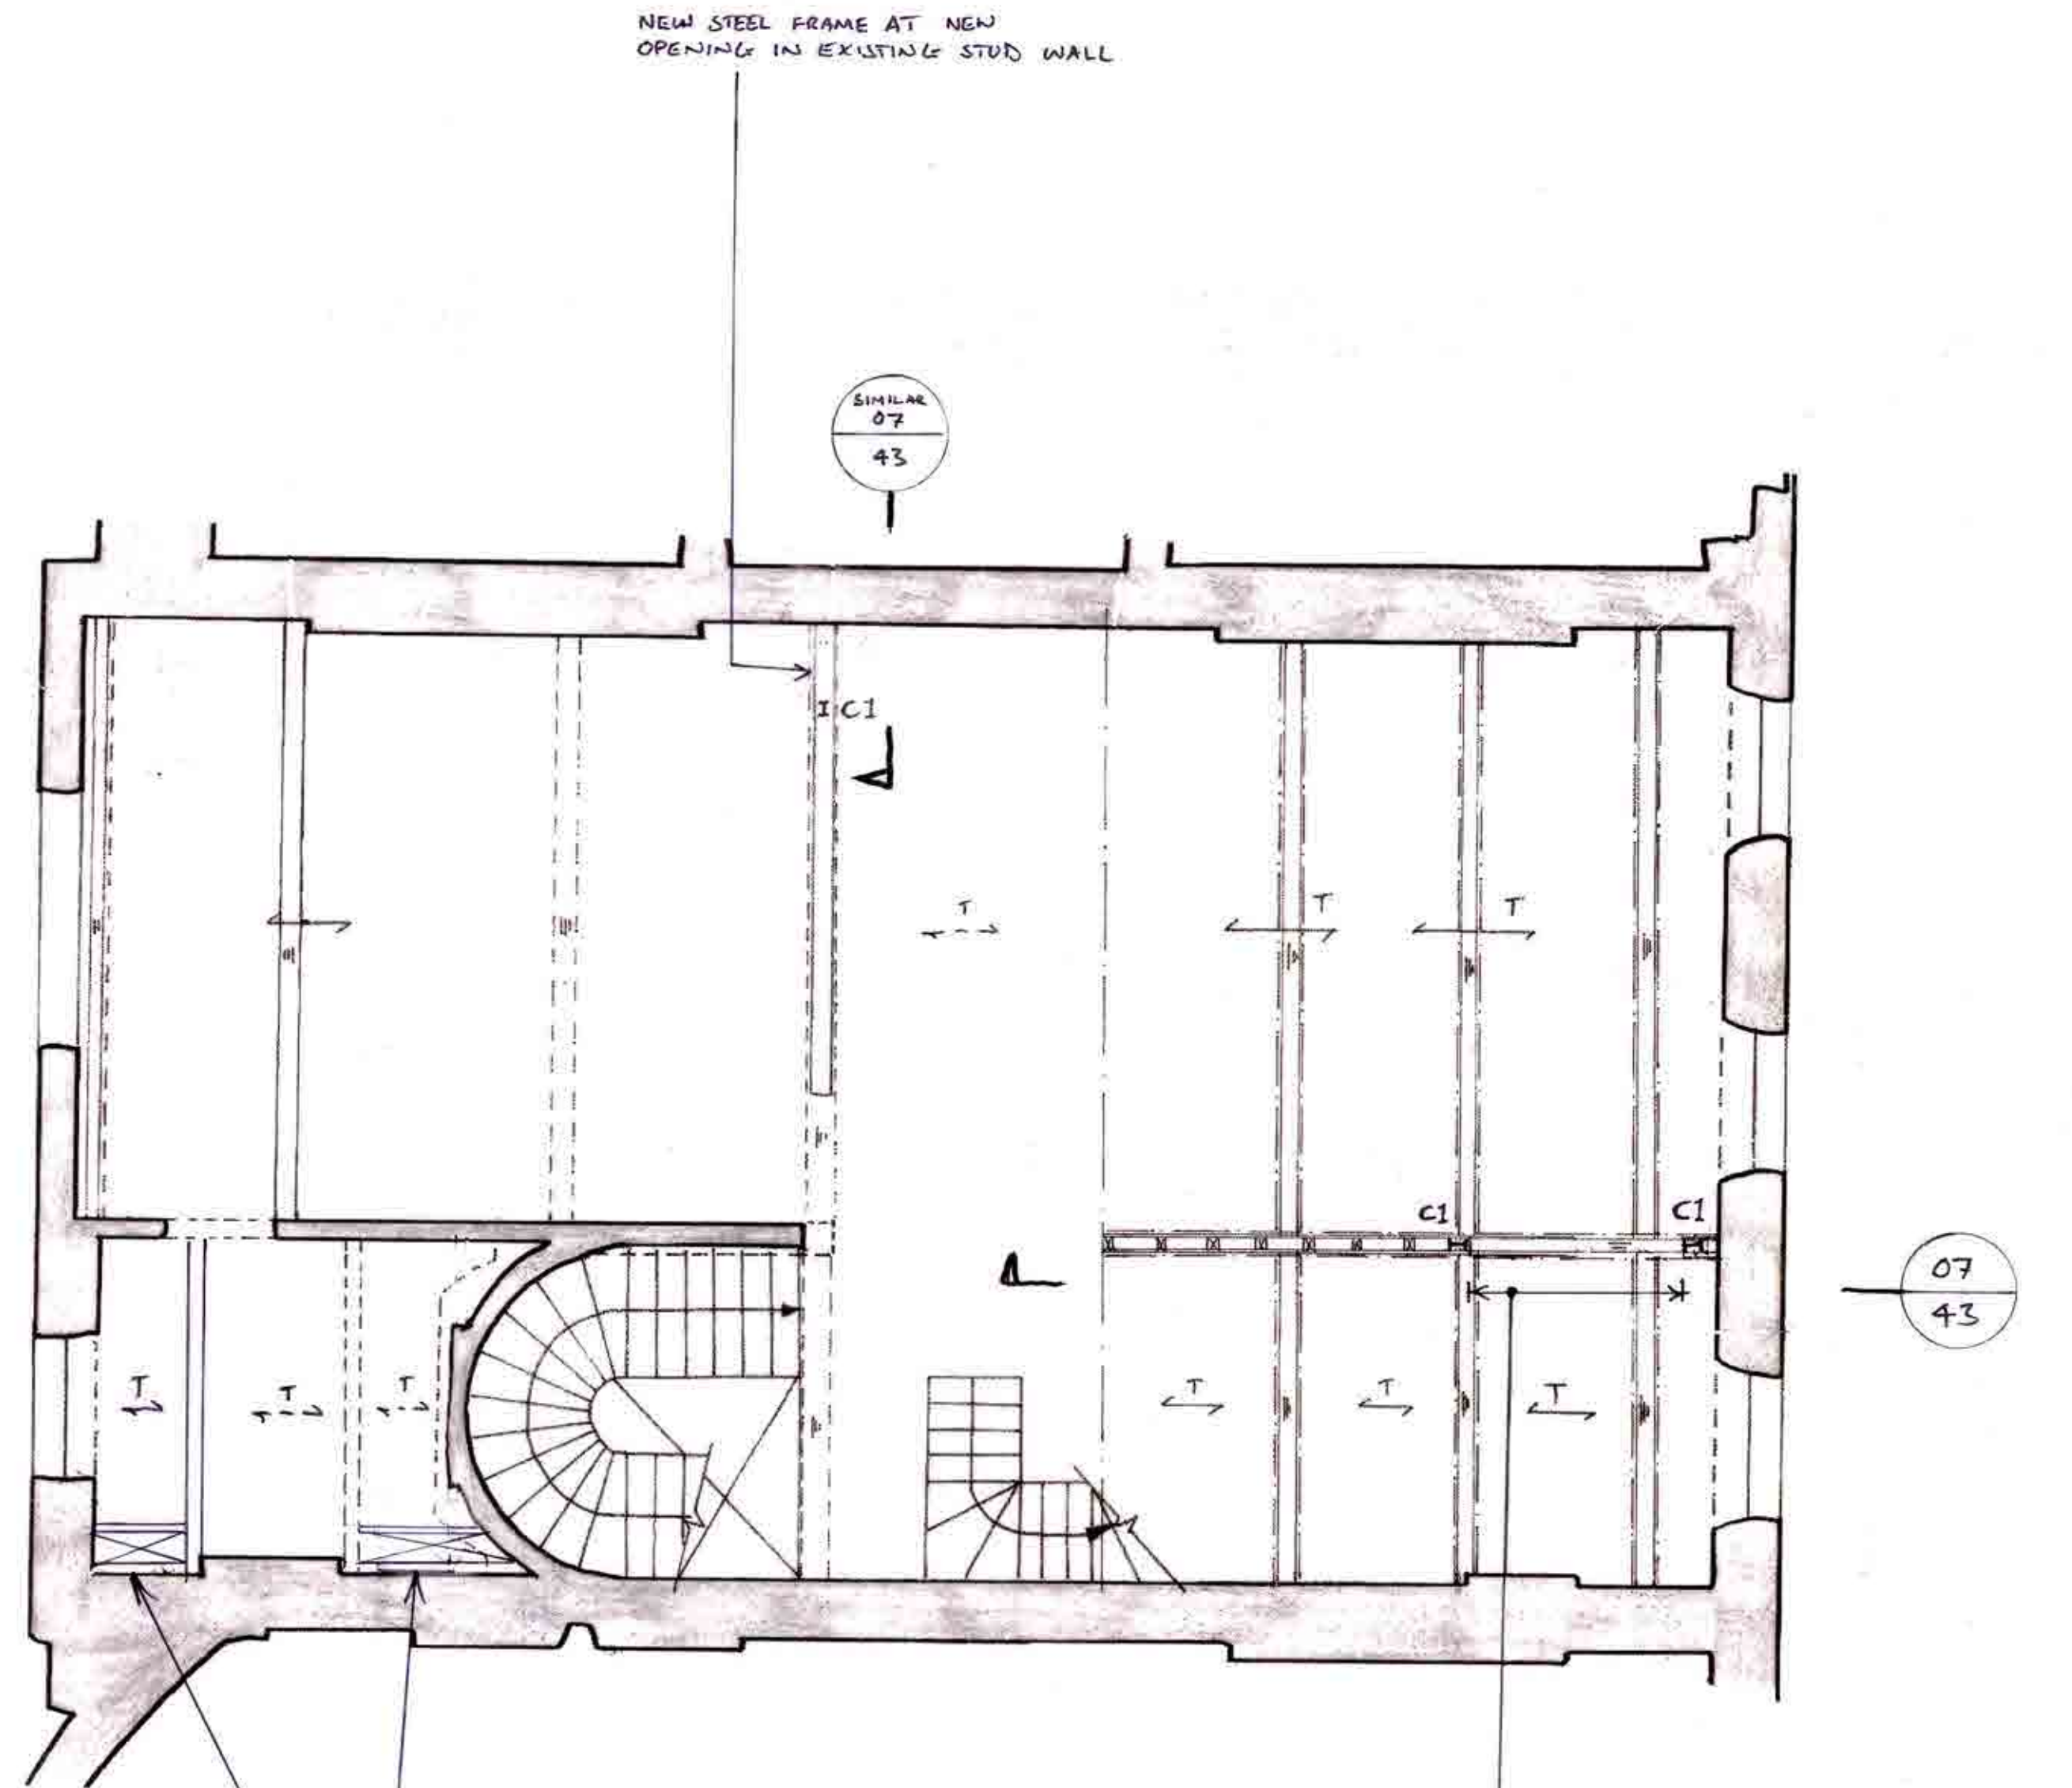 NEW STEEL FRAME AT NEW
OPENING IN EXISTING STUD WALL
SIMILAR
07
43
C1
T
T
T
C1
C1
07
43
T
T
T
T
T
T